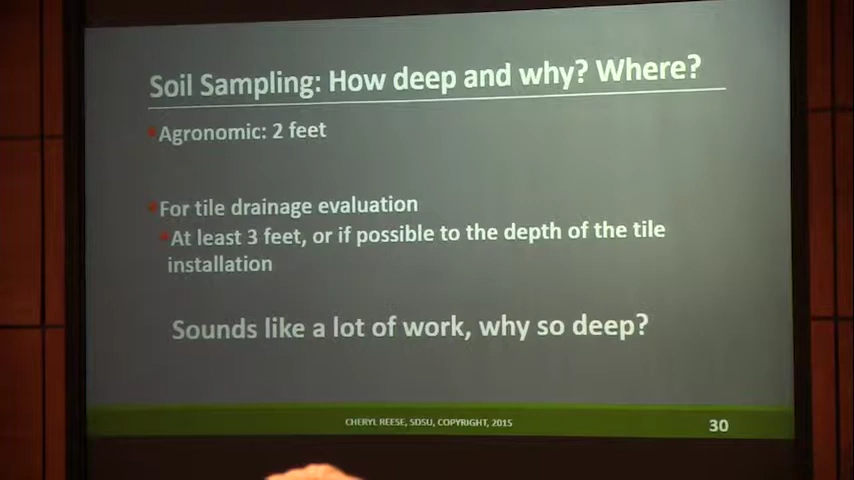 Soil Sampling: How deep and why? Where?
Agronomic: 2 feet
For tile drainage evaluation
At least 3 feet, or if possible to the depth of the tile
installation
Sounds like a lot of work, why so deep?
CHERYL REESE, SDSU, COPYRIGHT, 2015
30